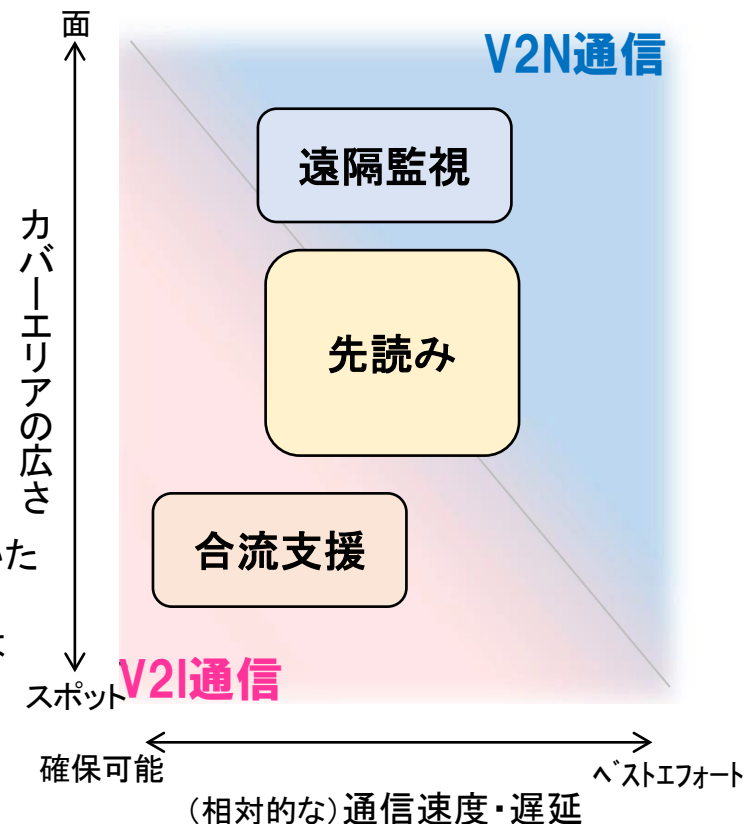 面
V2N通信
遠隔監視
カバーエリアの広さ
先読み
合流支援
いた
スポット
V2I通信
確保可能
ベストエフォート
(相対的な)通信速度・遅延